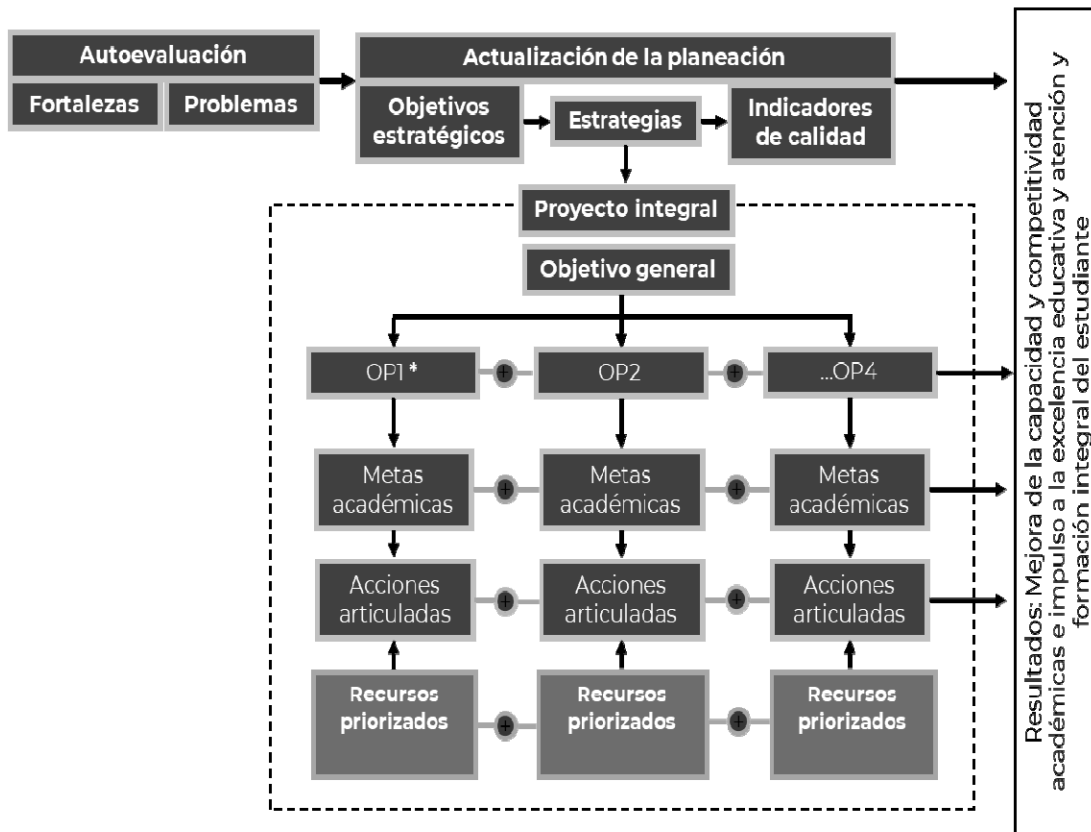 Autoevaluación
Fortalezas
Problemas
Actualización de la planeación
Objetivos
estratégicos
Estrategias
Indicadores
de calidad
Proyecto integral
Objetivo general
OP1 *
+
OP2
+
...OP4
Metas
académicas
+
Metas
académicas
+
Metas
académicas
Acciones
articuladas
+
Acciones
articuladas
+
Acciones
articuladas
Recursos
priorizados
+
Recursos
priorizados
+
Recursos
priorizados
Resultados: Mejora de la capacidad y competitividad
académicas e impulso a la excelencia educativa y atención y
formación integral del estudiante